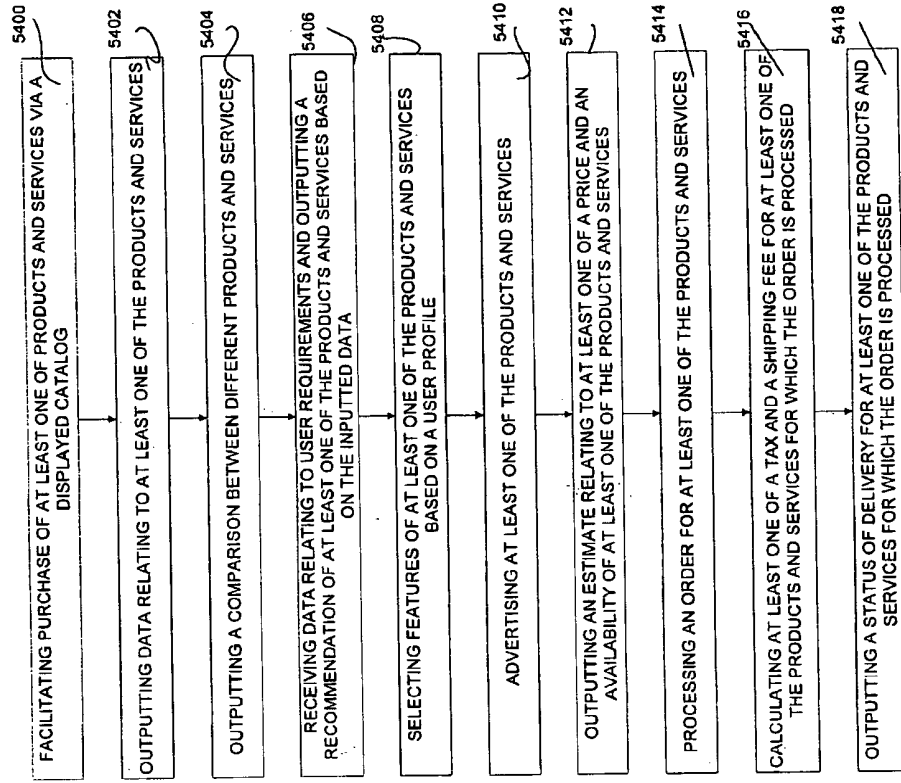 5400
FACILITATING PURCHASE OF AT LEAST ONE OF PRODUCTS AND SERVICES VIA A
DISPLAYED CATALOG
5402
OUTPUTTING DATA RELATING TO AT LEAST ONE OF THE PRODUCTS AND SERVICES
5404
OUTPUTTING A COMPARISON BETWEEN DIFFERENT PRODUCTS AND SERVICES
5406
RECEIVING DATA RELATING TO USER REQUIREMENTS AND OUTPUTTING A
RECOMMENDATION OF AT LEAST ONE OF THE PRODUCTS AND SERVICES BASED
ON THE INPUTTED DATA
5408
SELECTING FEATURES OF AT LEAST ONE OF THE PRODUCTS AND SERVICES
BASED ON A USER PROFILE
5410
ADVERTISING AT LEAST ONE OF THE PRODUCTS AND SERVICES
5412
OUTPUTTING AN ESTIMATE RELATING TO AT LEAST ONE OF A PRICE AND AN
AVAILABILITY OF AT LEAST ONE OF THE PRODUCTS AND SERVICES
5414
PROCESSING AN ORDER FOR AT LEAST ONE OF THE PRODUCTS AND SERVICES
5416
CALCULATING AT LEAST ONE OF A TAX AND A SHIPPING FEE FOR AT LEAST ONE OF
THE PRODUCTS AND SERVICES FOR WHICH THE ORDER IS PROCESSED
5418
OUTPUTTING A STATUS OF DELIVERY FOR AT LEAST ONE OF THE PRODUCTS AND
SERVICES FOR WHICH THE ORDER IS PROCESSED